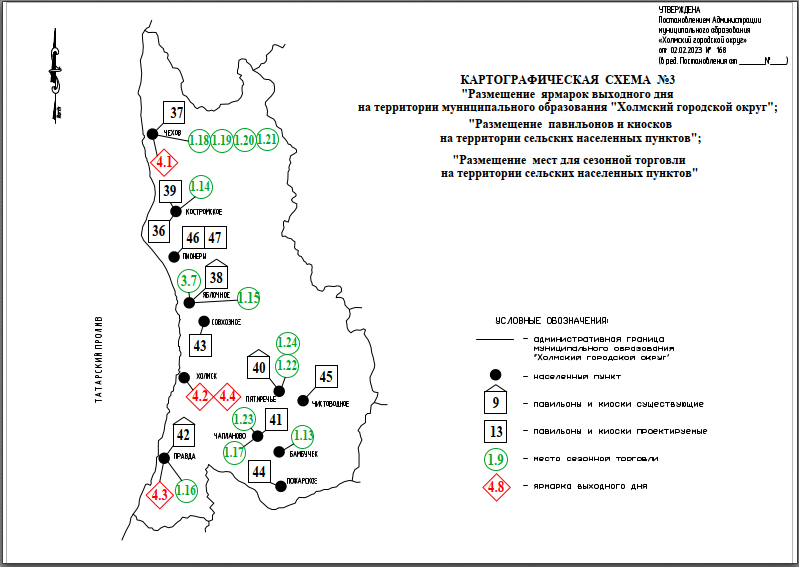 УТВЕРЖДЕНА
Постановлением Администрации
муниципального образования
«Холмский городской округ»
от 02.02.2023 № 168
(в ред. Постановления от ______№____)
КАРТОГРАФИЧЕСКАЯ СХЕМА №3
"Размещение ярмарок выходного дня
на территории муниципального образования "Холмский городской округ";
"Размещение павильонов и киосков
на территории сельских населенных пунктов";
"Размещение мест для сезонной торговли
на территории сельских населенных пунктов"
37
ЧЕХОВ
1.18 1.19 1.20 1.21
4.1
39
1.14
КОСТРОМСКОЕ
36
46 47
ПИОНЕРЫ
3.7
38
ЯБЛОЧНОЕ
1.15
СОВХОЗНОЕ
43
ТАТАРСКИЙ ПРОЛИВ
1.24
1.22
40
45
ХОЛМСК
4.2 4.4
ПЯТИРЕЧЬЕ
ЧИСТОВОДНОЕ
1.23
41
42
ЧАПЛАНОВО
1.13
1.17
БАМБУЧЕК
ПРАВДА
44
ПОЖАРСКОЕ
4.3
1.16
УСЛОВНЫЕ ОБОЗНАЧЕНИЯ:
- административная граница
муниципального образования
"Холмский городской округ"
- населенный пункт
9 - павильоны и киоски существующие
13 - павильоны и киоски проектируемые
1.9 - место сезонной торговли
4.8 - ярмарка выходного дня